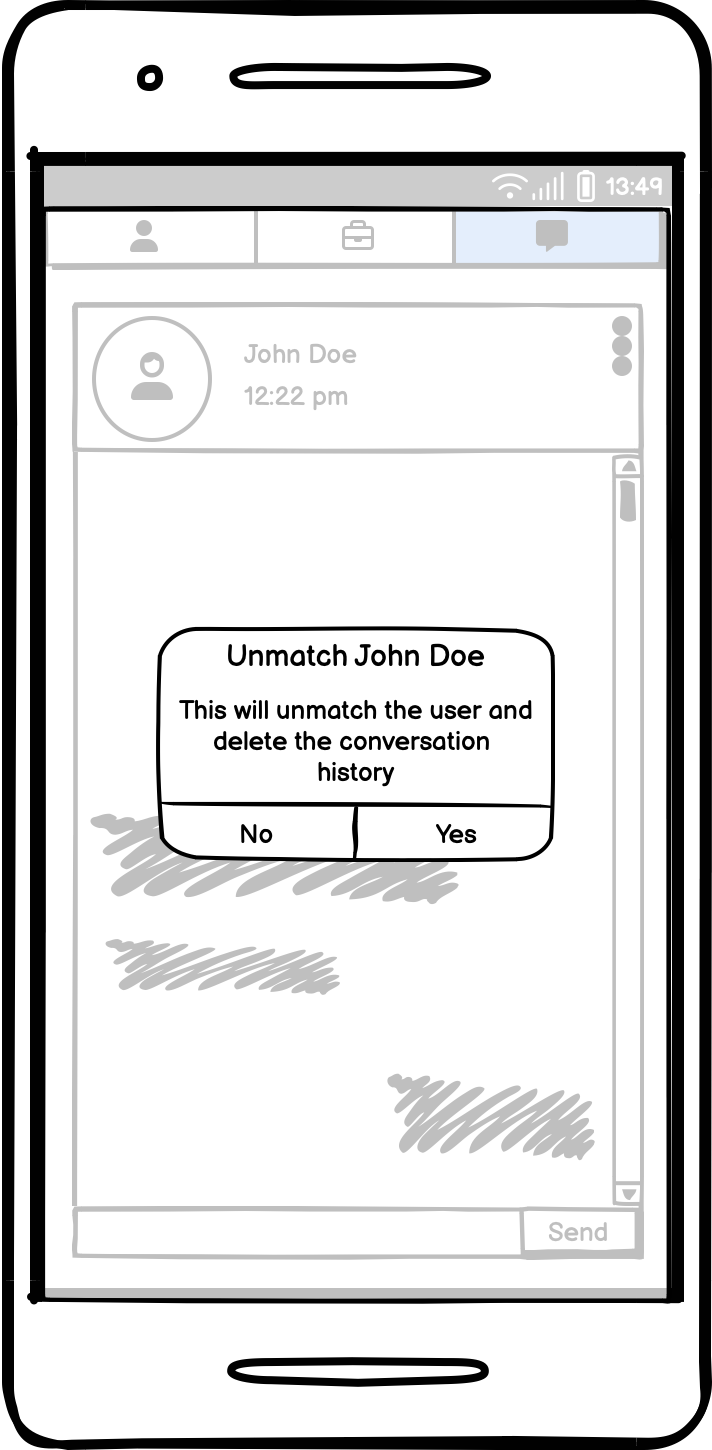 13:49
John Doe
12:22 pm
Unmatch John Doe
This will unmatch the user and
delete the conversation
history
No
Yes
Send